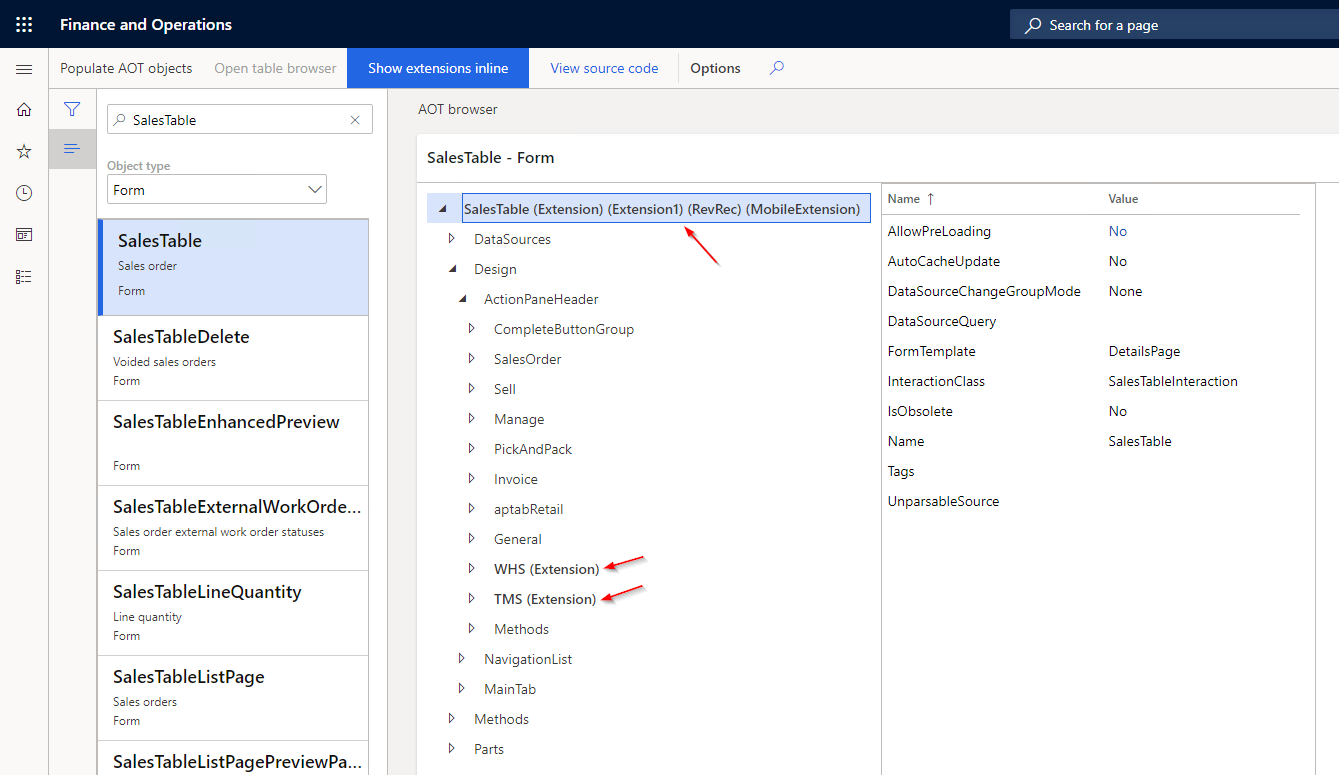 Finance and Operations
Search for a page
Populate AOT objects
Open table browser
Show extensions inline
View source code
Options
SalesTable
Object type
Form
SalesTable
Sales order
Form
SalesTableDelete
Voided sales orders
Form
SalesTableEnhancedPreview
Form
SalesTableExternalWorkOrde...
Sales order external work order statuses
Form
SalesTableLineQuantity
Line quantity
Form
SalesTableListPage
Sales orders
Form
SalesTableListPagePreviewPa...
AOT browser
SalesTable - Form
SalesTable (Extension) (Extension1) (RevRec) (MobileExtension)
DataSources
Design
ActionPaneHeader
CompleteButtonGroup
SalesOrder
Sell
Manage
PickAndPack
Invoice
aptabRetail
General
WHS (Extension)
TMS (Extension)
Methods
NavigationList
MainTab
Methods
Parts
Name ↑ Value
AllowPreLoading No
AutoCacheUpdate No
DataSourceChangeGroupMode None
DataSourceQuery
FormTemplate DetailsPage
InteractionClass SalesTableInteraction
IsObsolete No
Name SalesTable
Tags
UnparsableSource